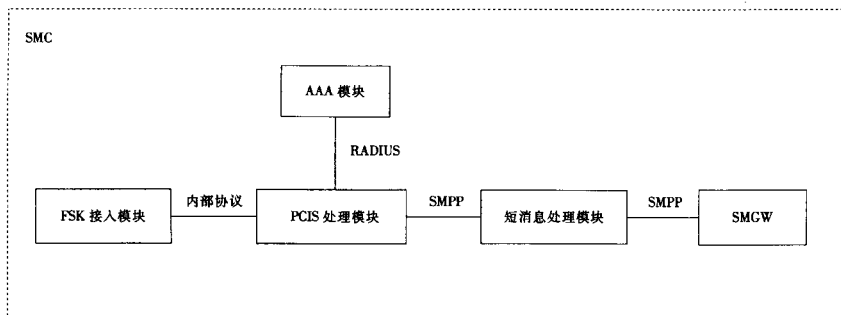 SMC
AAA 模块
RADIUS
内部协议
SMPP
SMPP
FSK 接入模块
PCIS 处理模块
短消息处理模块
SMGW